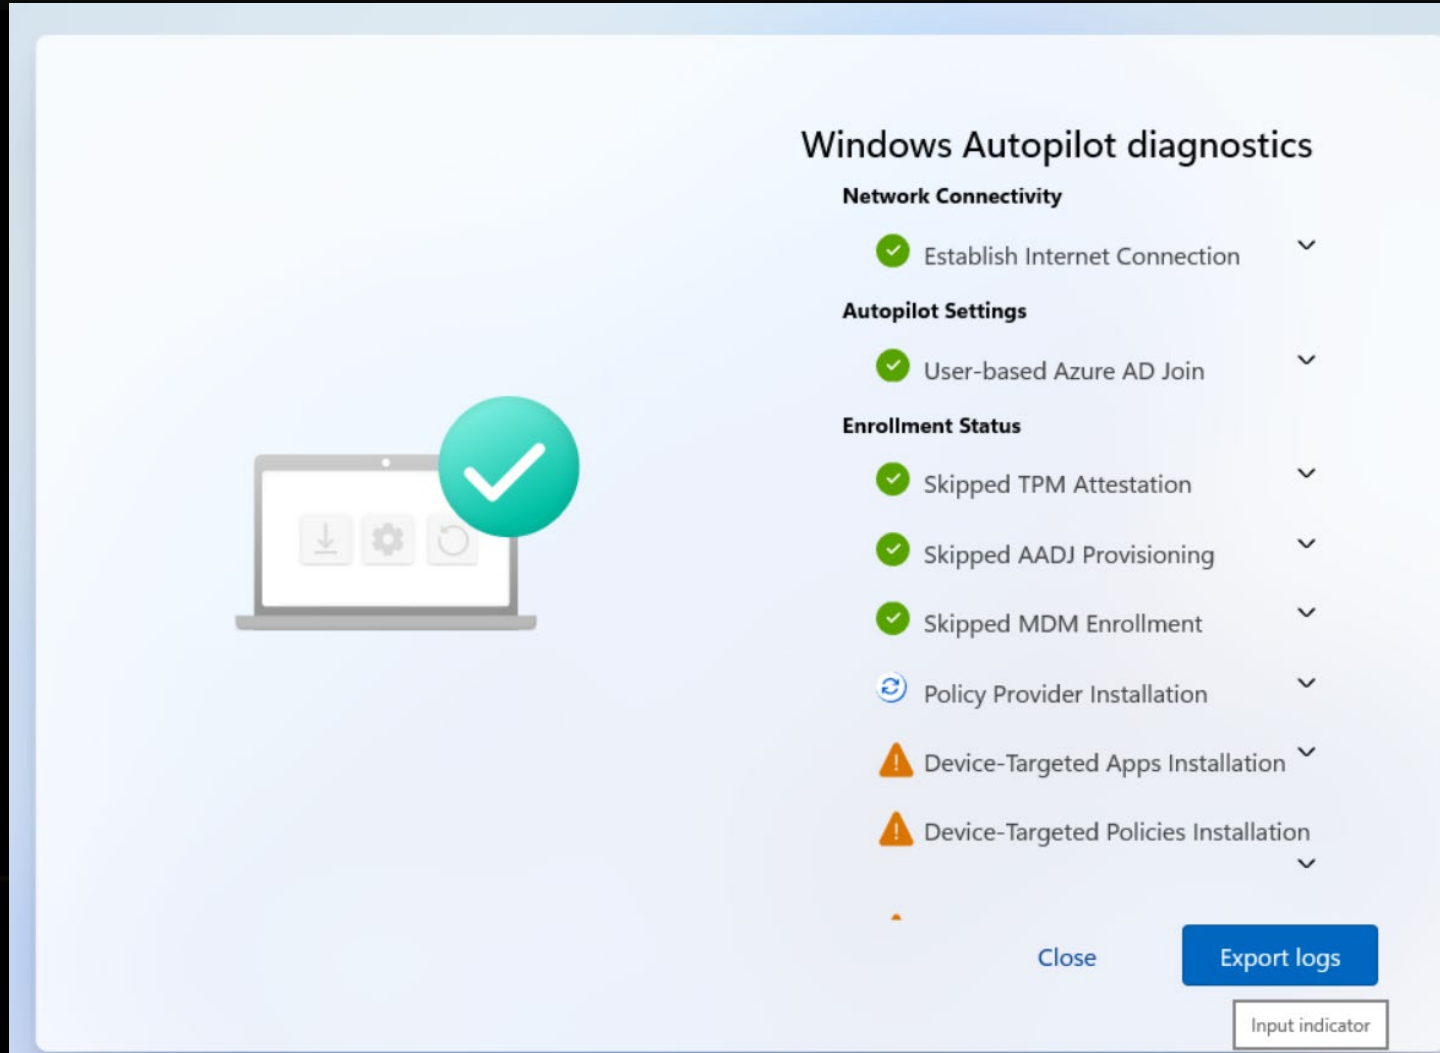 Windows Autopilot diagnostics
Network Connectivity
Establish Internet Connection
Autopilot Settings
User-based Azure AD Join
Enrollment Status
Skipped TPM Attestation
Skipped AADJ Provisioning
Skipped MDM Enrollment
Policy Provider Installation
Device-Targeted Apps Installation
Device-Targeted Policies Installation
Close
Export logs
Input indicator